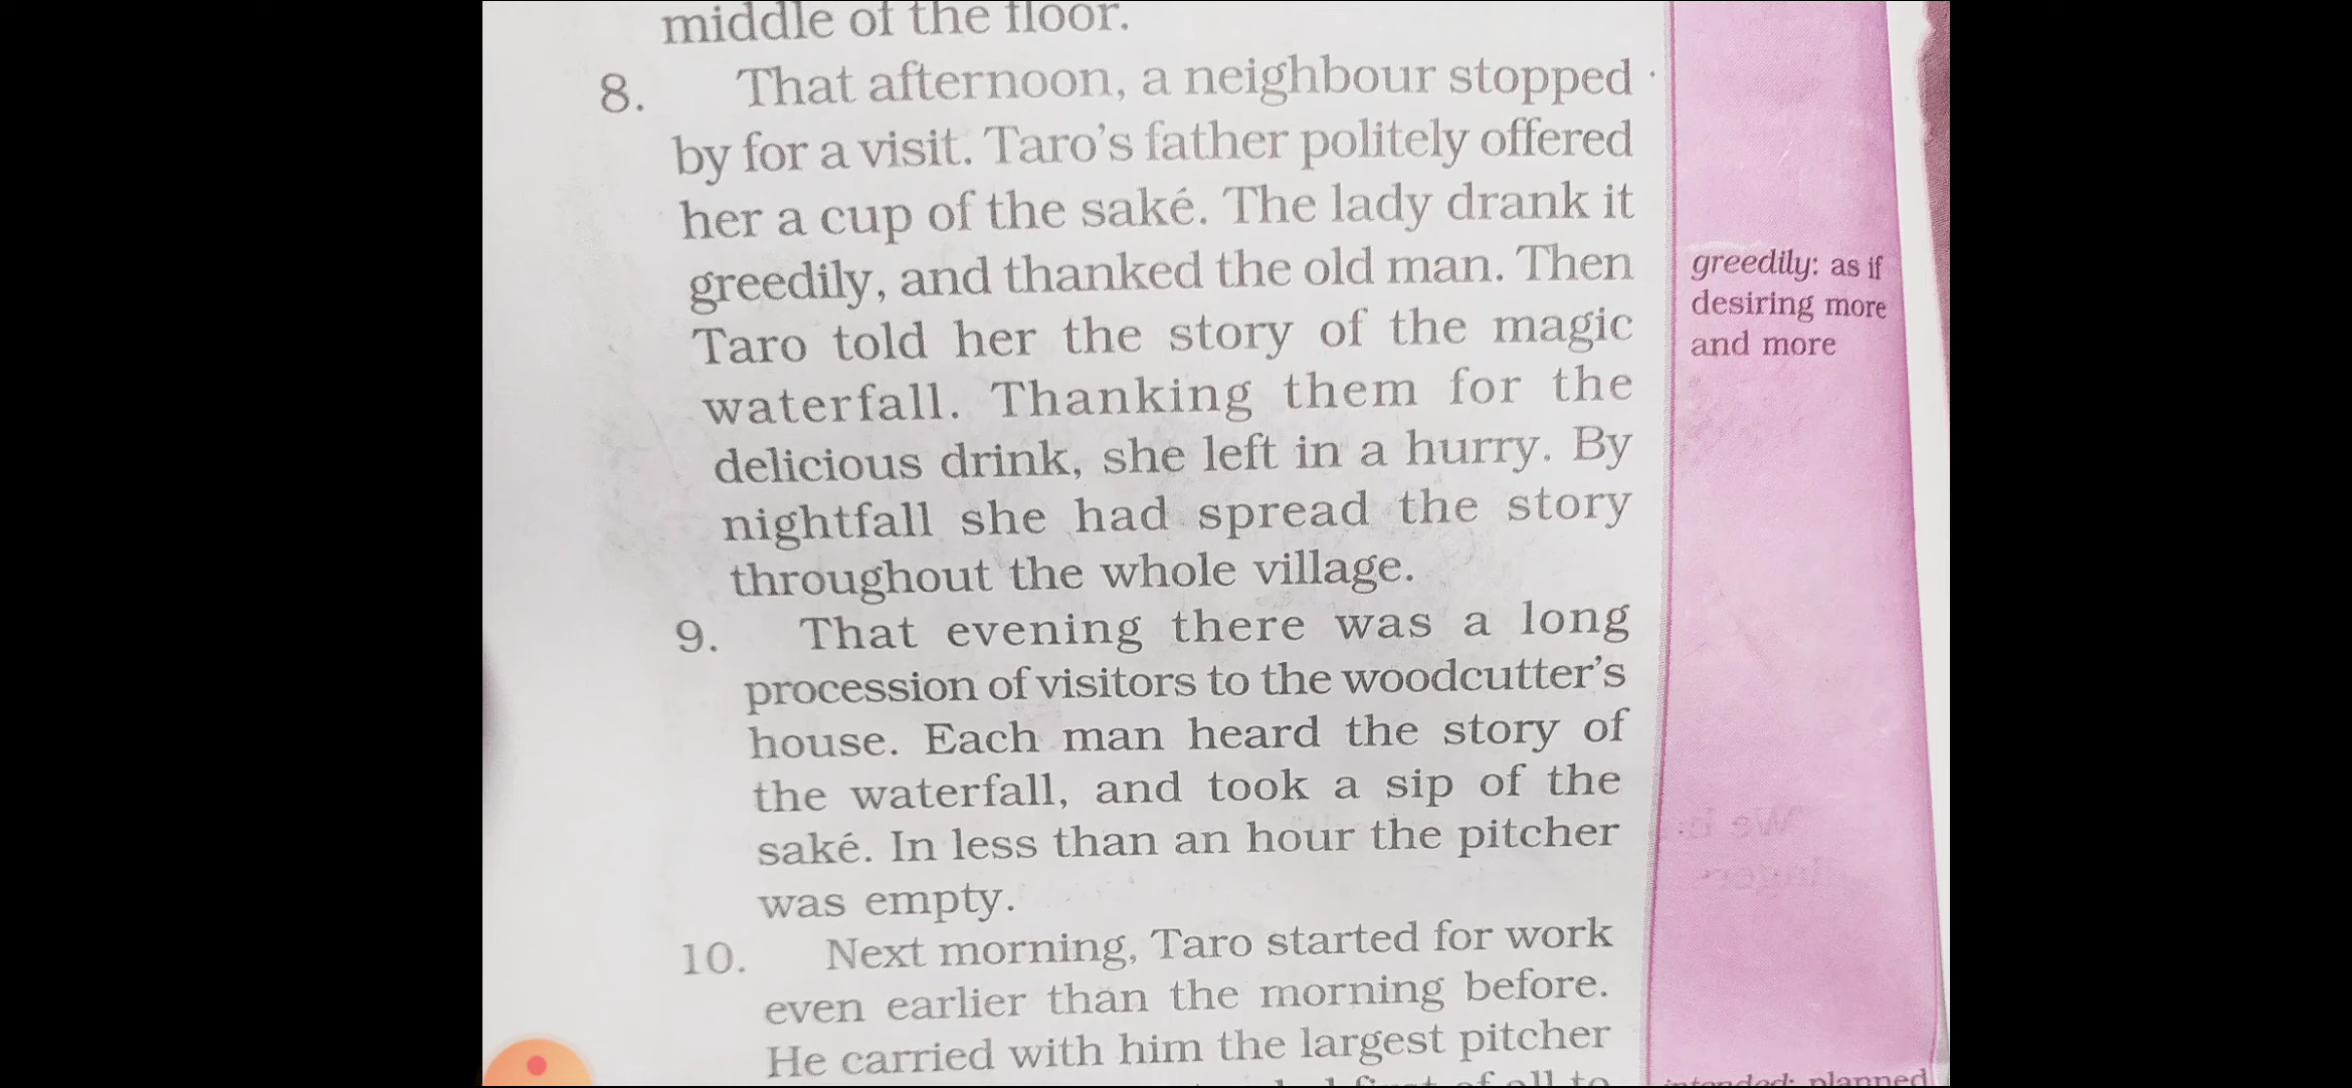 middle of the floor.
8. That afternoon, a neighbour stopped
by for a visit. Taro's father politely offered
her a cup of the saké. The lady drank it
greedily, and thanked the old man. Then
Taro told her the story of the magic
waterfall. Thanking them for the
delicious drink, she left in a hurry. By
nightfall she had spread the story
throughout the whole village.
9. That evening there was a long
procession of visitors to the woodcutter's
house. Each man heard the story of
the waterfall, and took a sip of the
saké. In less than an hour the pitcher
was empty.
10. Next morning, Taro started for work
even earlier than the morning before.
He carried with him the largest pitcher
of all to
greedily: as if
desiring more
and more
intended: planned